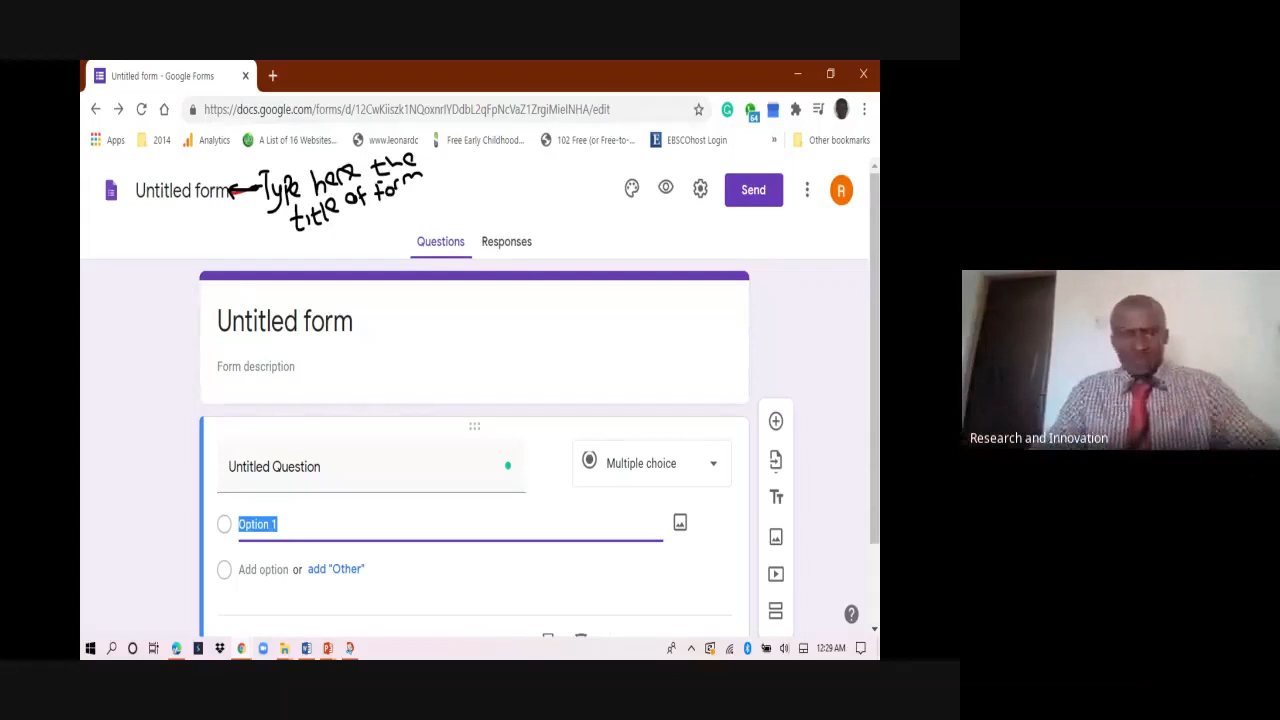 Untitled form - Google Forms
https://docs.google.com/forms/d/12CwKiiszk1NQoxnrIYDdbL2qFpNcVaZ1ZrgiMieINHA/edit
Apps 2014 Analytics A List of 16 Websites... www.leonardc Free Early Childhood... 102 Free (or Free-to-... EBSCOhost Login » Other bookmarks
Untitled form
Type here the
title of form
Send
R
Questions Responses
Untitled form
Form description
Untitled Question
Multiple choice
Option 1
Add option or add "Other"
Research and Innovation
12:29 AM